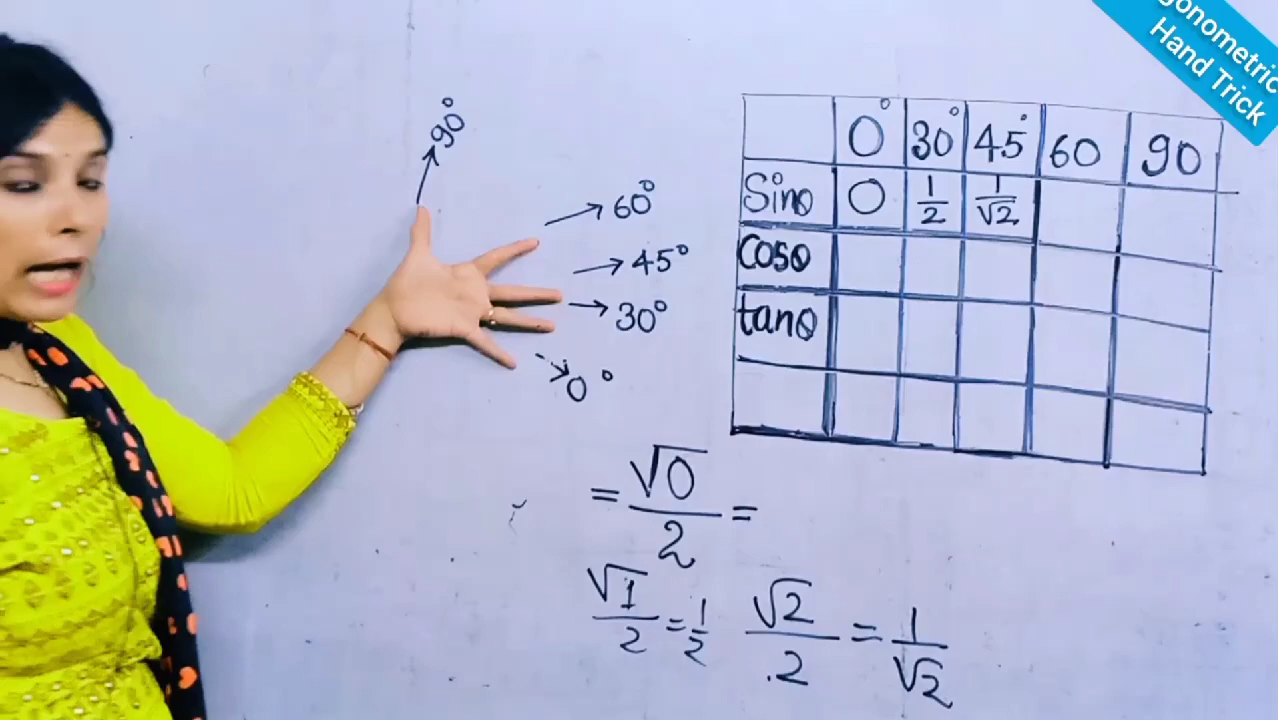 gonometric
Hand Trick
90°
60°
45°
30°
0°
0° 30° 45° 60 90
Sinθ 0 1/2 1/√2
cosθ
tanθ
= √0/2 =
√1/2 = 1/2 √2/.2 = 1/√2